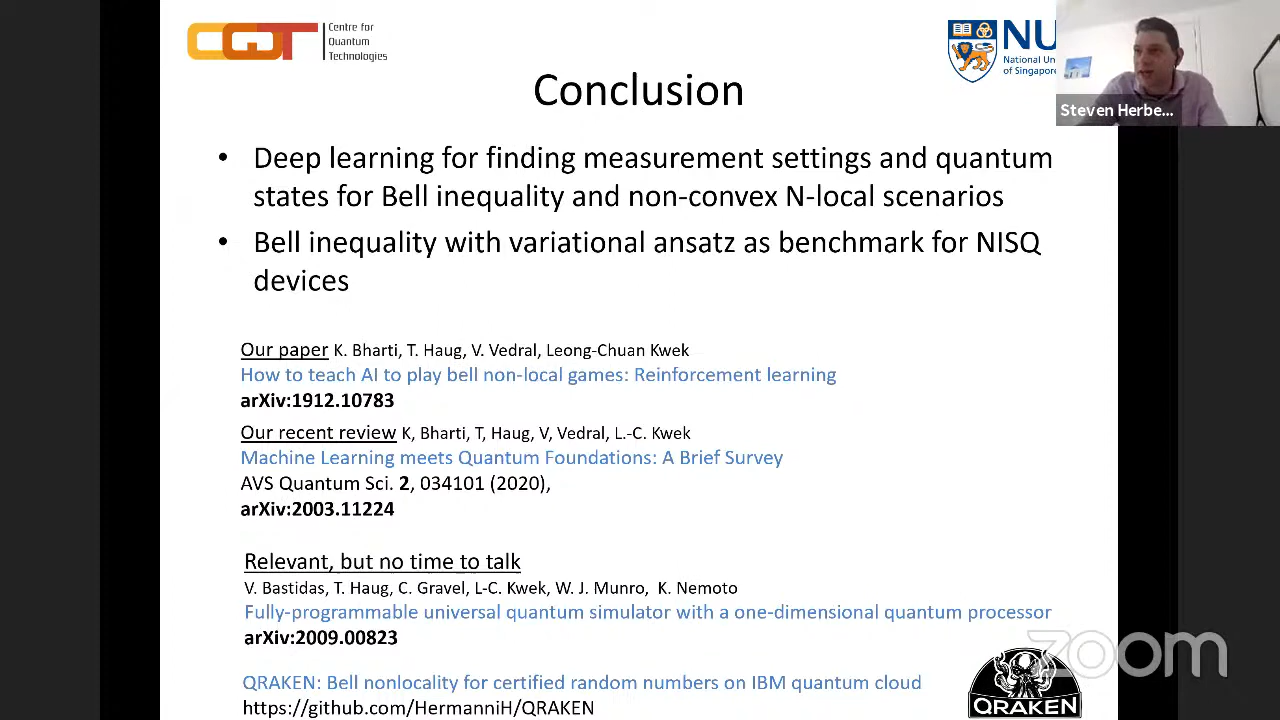 CQT
Centre for
Quantum
Technologies
NU
National Un
of Singapore
Steven Herbe...
Conclusion
• Deep learning for finding measurement settings and quantum
states for Bell inequality and non-convex N-local scenarios
• Bell inequality with variational ansatz as benchmark for NISQ
devices
Our paper K. Bharti, T. Haug, V. Vedral, Leong-Chuan Kwek
How to teach AI to play bell non-local games: Reinforcement learning
arXiv:1912.10783
Our recent review K, Bharti, T, Haug, V, Vedral, L.-C. Kwek
Machine Learning meets Quantum Foundations: A Brief Survey
AVS Quantum Sci. 2, 034101 (2020),
arXiv:2003.11224
Relevant, but no time to talk
V. Bastidas, T. Haug, C. Gravel, L-C. Kwek, W. J. Munro, K. Nemoto
Fully-programmable universal quantum simulator with a one-dimensional quantum processor
arXiv:2009.00823
QRAKEN: Bell nonlocality for certified random numbers on IBM quantum cloud
https://github.com/HermanniH/QRAKEN
QRAKEN
zoom